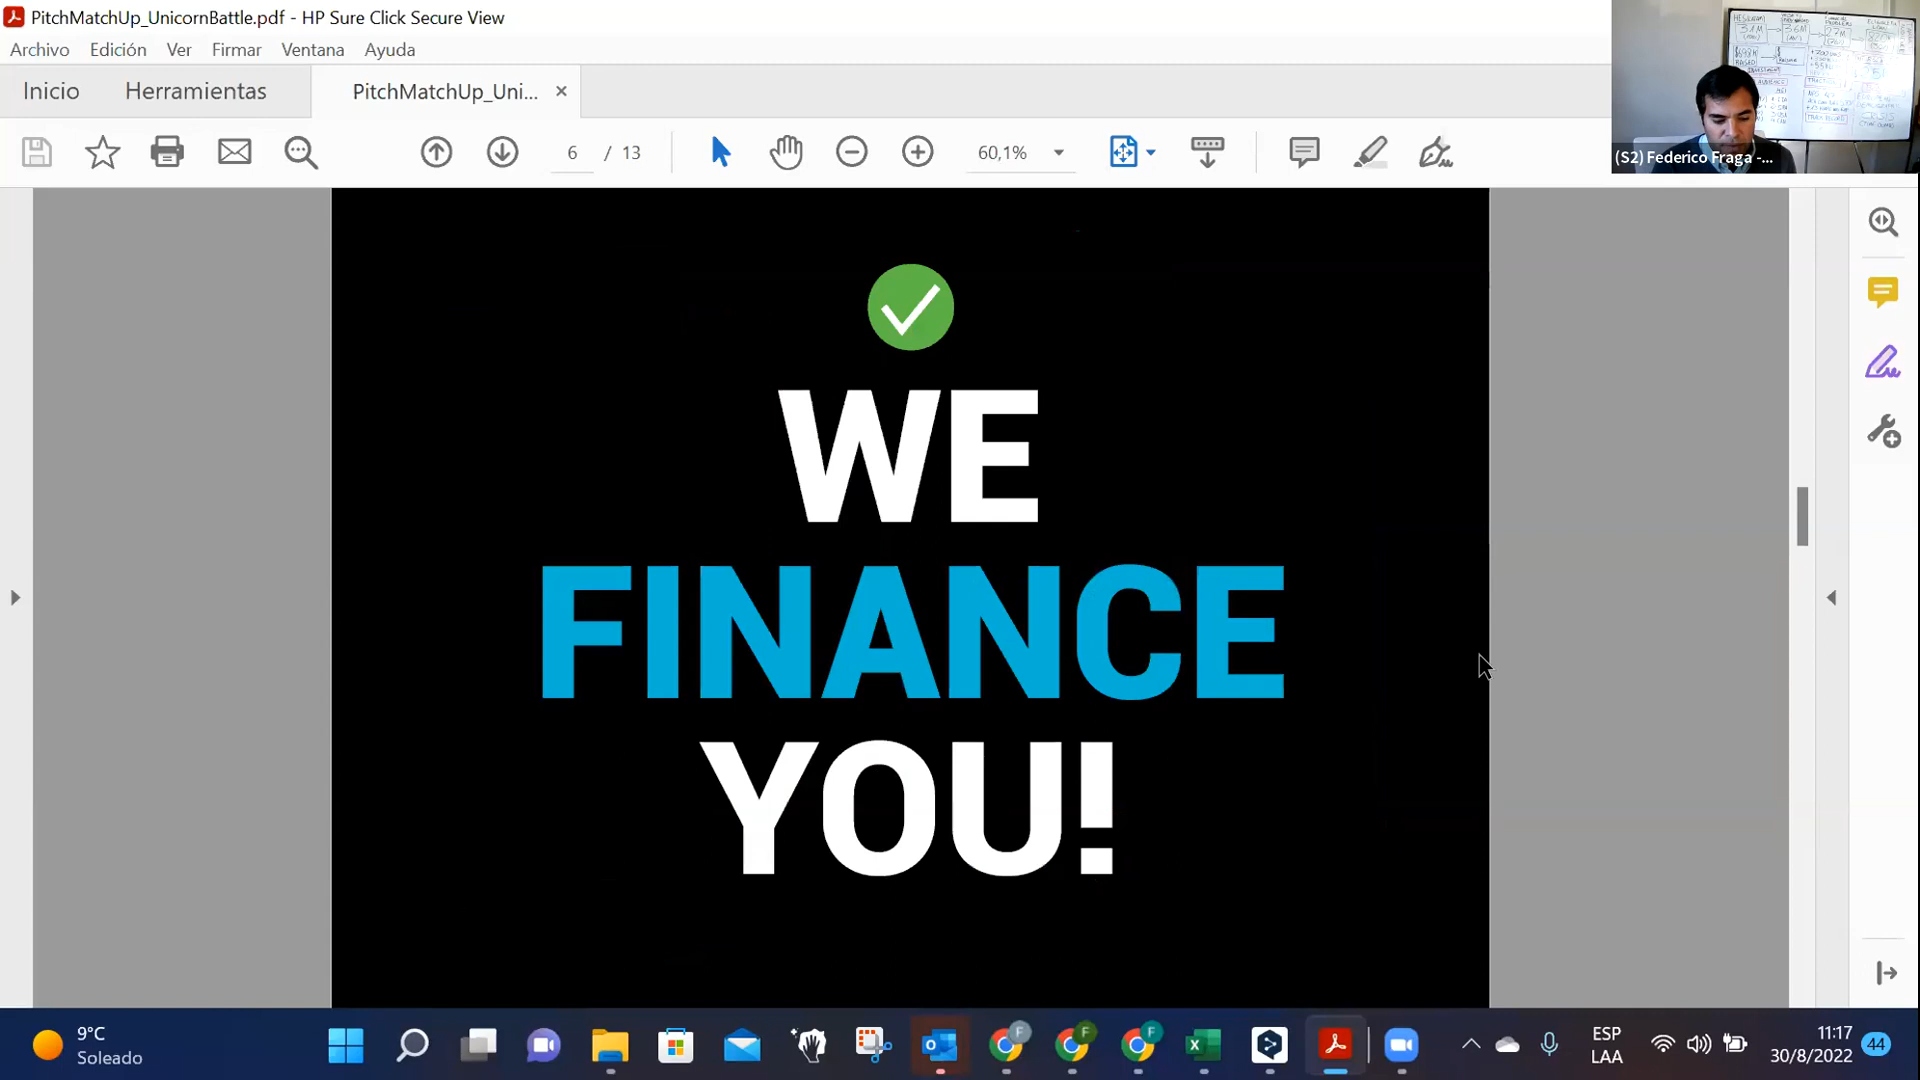 PitchMatchUp_UnicornBattle.pdf - HP Sure Click Secure View
Archivo Edición Ver Firmar Ventana Ayuda
Inicio Herramientas PitchMatchUp_Uni... ×
6 / 13 60,1%
(S2) Federico Fraga -...
WE
FINANCE
YOU!
9°C
Soleado
ESP
LAA
11:17
30/8/2022
44